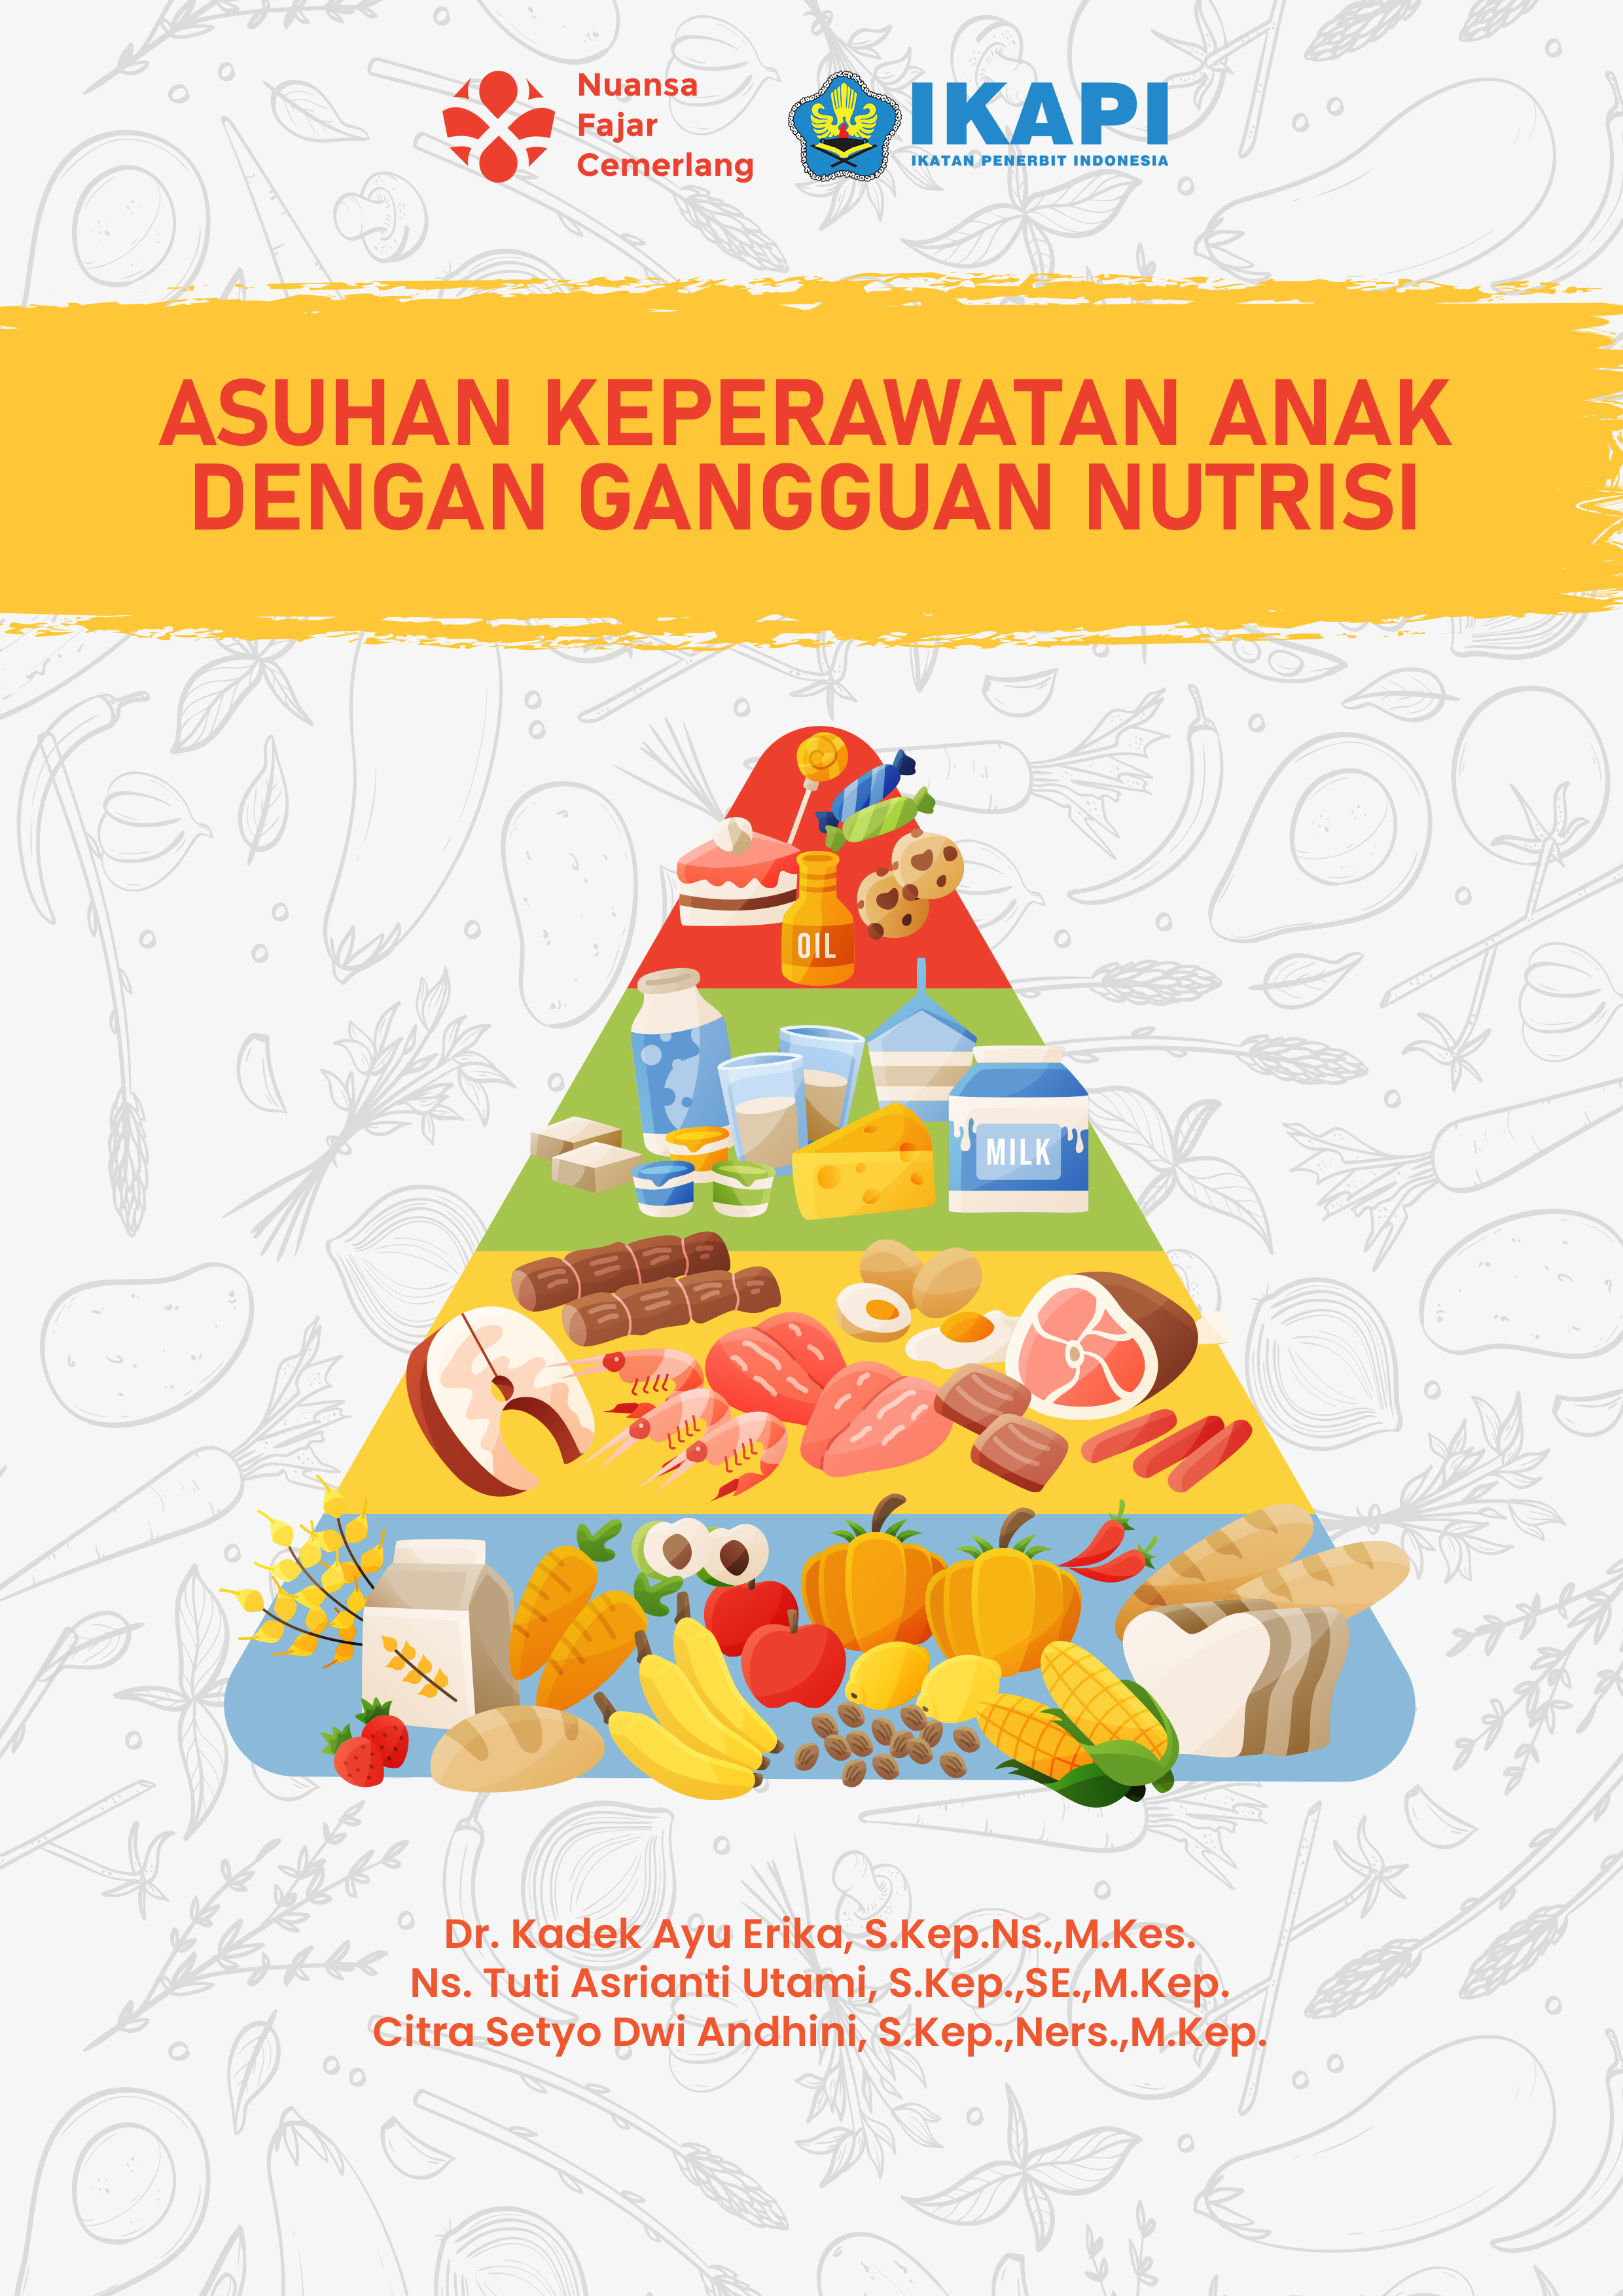 Nuansa
Fajar
Cemerlang
IKAPI
IKATAN PENERBIT INDONESIA
ASUHAN KEPERAWATAN ANAK
DENGAN GANGGUAN NUTRISI
OIL
MILK
Dr. Kadek Ayu Erika, S.Kep.Ns.,M.Kes.
Ns. Tuti Asrianti Utami, S.Kep.,SE.,M.Kep.
Citra Setyo Dwi Andhini, S.Kep.,Ners.,M.Kep.